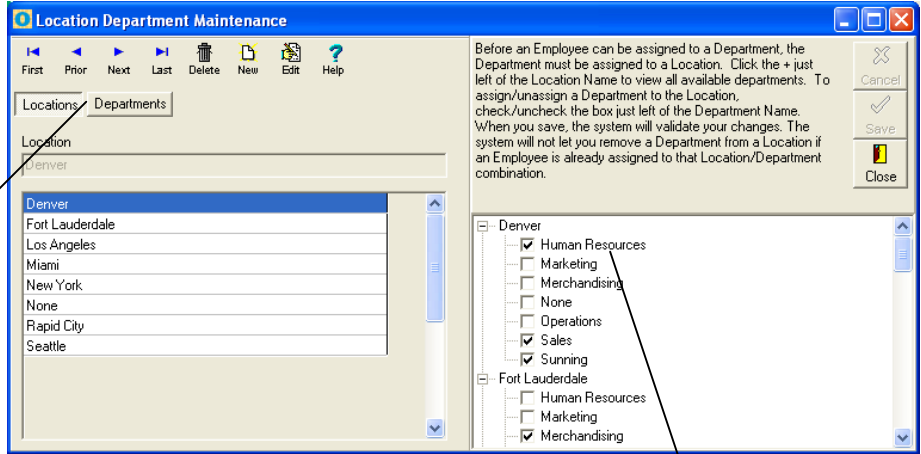 Location Department Maintenance
First Prior Next Last Delete New Edit Help
Locations Departments
Location
Denver
Denver
Fort Lauderdale
Los Angeles
Miami
New York
None
Rapid City
Seattle
Before an Employee can be assigned to a Department, the
Department must be assigned to a Location. Click the + just
left of the Location Name to view all available departments. To
assign/unassign a Department to the Location,
check/uncheck the box just left of the Department Name.
When you save, the system will validate your changes. The
system will not let you remove a Department from a Location if
an Employee is already assigned to that Location/Department
combination.
Cancel
Save
Close
Denver
Human Resources
Marketing
Merchandising
None
Operations
Sales
Sunning
Fort Lauderdale
Human Resources
Marketing
Merchandising